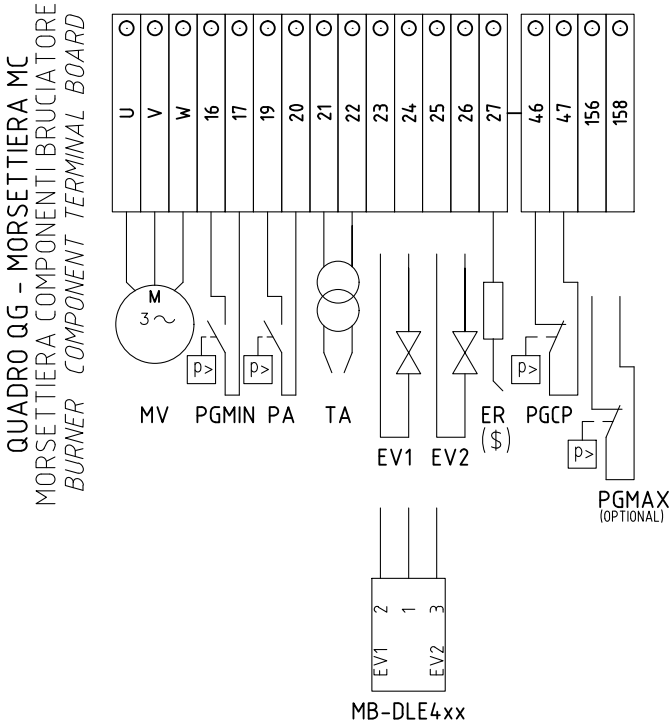 QUADRO QG - MORSETTIERA MC
MORSETTIERA COMPONENTI BRUCIATORE
BURNER COMPONENT TERMINAL BOARD
U V W 16 17 19 20 21 22 23 24 25 26 27 46 47 156 158
M
3~
p>
p>
p>
p>
MV PGMIN PA TA EV1 EV2 ER PGCP
($)
PGMAX
(OPTIONAL)
2 1 3
EV1 EV2
MB-DLE4xx